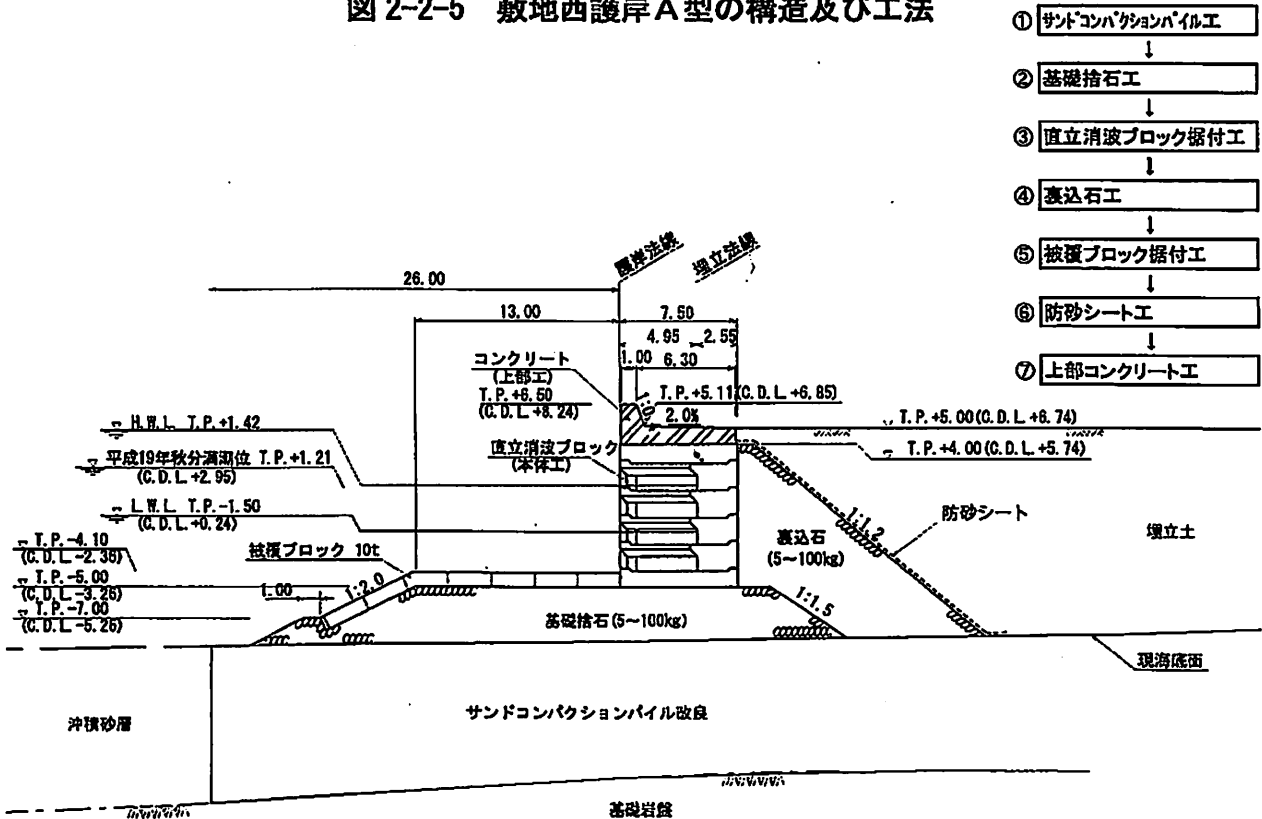 図 2-2-5 敷地西護岸A型の構造及び工法
① サンドコンパクションパイル工
↓
② 基礎捨石工
↓
③ 直立消波ブロック据付工
↓
④ 裏込石工
↓
⑤ 被覆ブロック据付工
↓
⑥ 防砂シート工
↓
⑦ 上部コンクリート工
護岸法線
埋立法線
26.00
13.00
7.50
4.95
2.55
1.00
6.30
コンクリート
(上部工)
T.P.+6.50
(C.D.L.+8.24)
T.P.+5.11(C.D.L.+6.85)
2.0%
T.P.+5.00(C.D.L.+6.74)
T.P.+4.00(C.D.L.+5.74)
H.W.L. T.P.+1.42
平成19年秋分満潮位 T.P.+1.21
(C.D.L.+2.95)
L.W.L. T.P.-1.50
(C.D.L.+0.24)
直立消波ブロック
(本体工)
T.P.-4.10
(C.D.L.-2.36)
T.P.-5.00
(C.D.L.-3.26)
T.P.-7.00
(C.D.L.-5.26)
被覆ブロック 10t
1.00
1:2.0
裏込石
(5~100kg)
1:1.2
防砂シート
埋立土
基礎捨石(5~100kg)
1:1.5
現海底面
沖積砂層
サンドコンパクションパイル改良
基礎岩盤